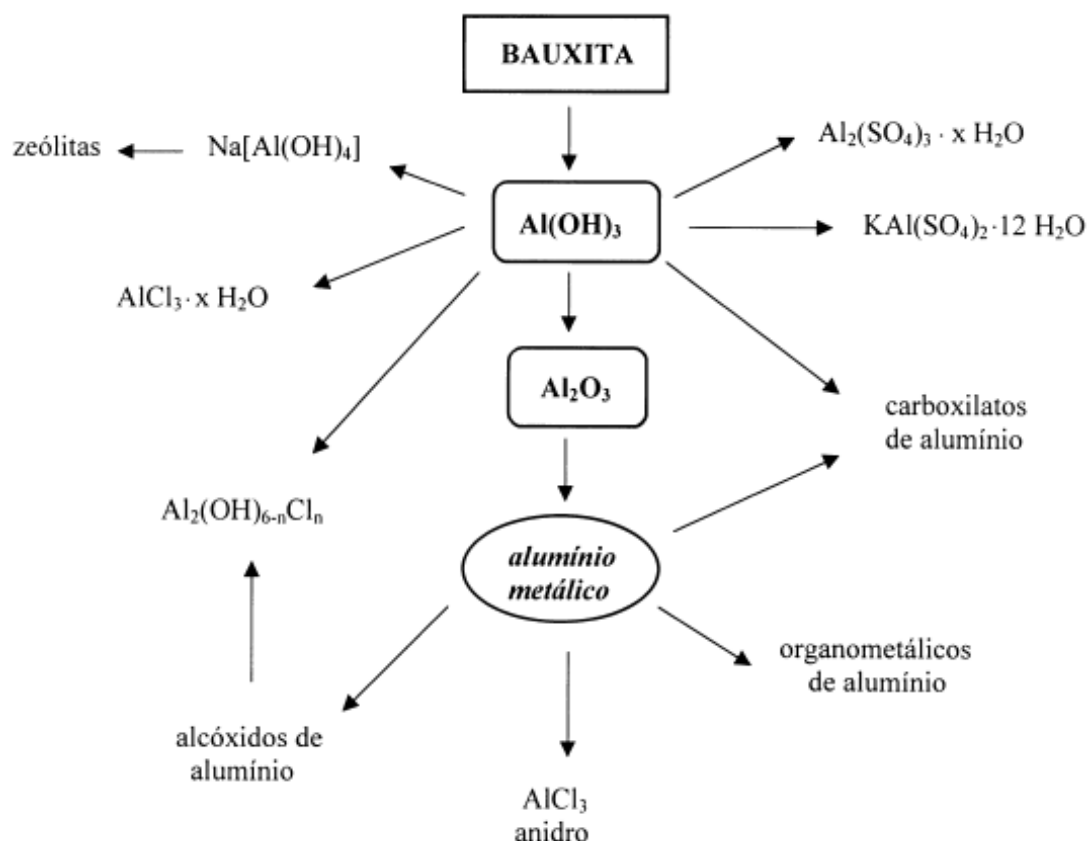 BAUXITA
zeólitas
Na[Al(OH)₄]
Al₂(SO₄)₃ · x H₂O
Al(OH)₃
KAl(SO₄)₂·12 H₂O
AlCl₃· x H₂O
Al₂O₃
carboxilatos
de alumínio
Al₂(OH)₆₋ₙClₙ
alumínio
metálico
organometálicos
de alumínio
alcóxidos de
alumínio
AlCl₃
anidro